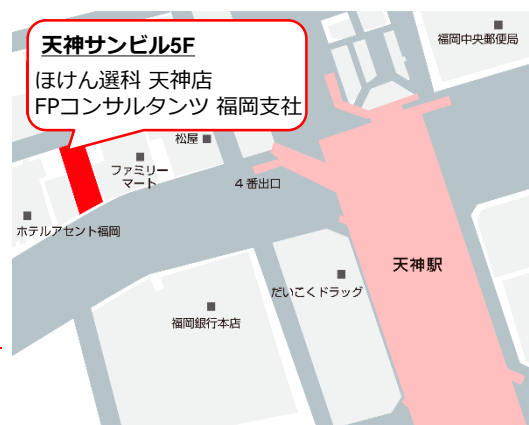 天神サンビル5F
ほけん選科 天神店
FPコンサルタンツ 福岡支社
福岡中央郵便局
松屋
ファミリー
マート
4番出口
ホテルアセント福岡
天神駅
だいこくドラッグ
福岡銀行本店